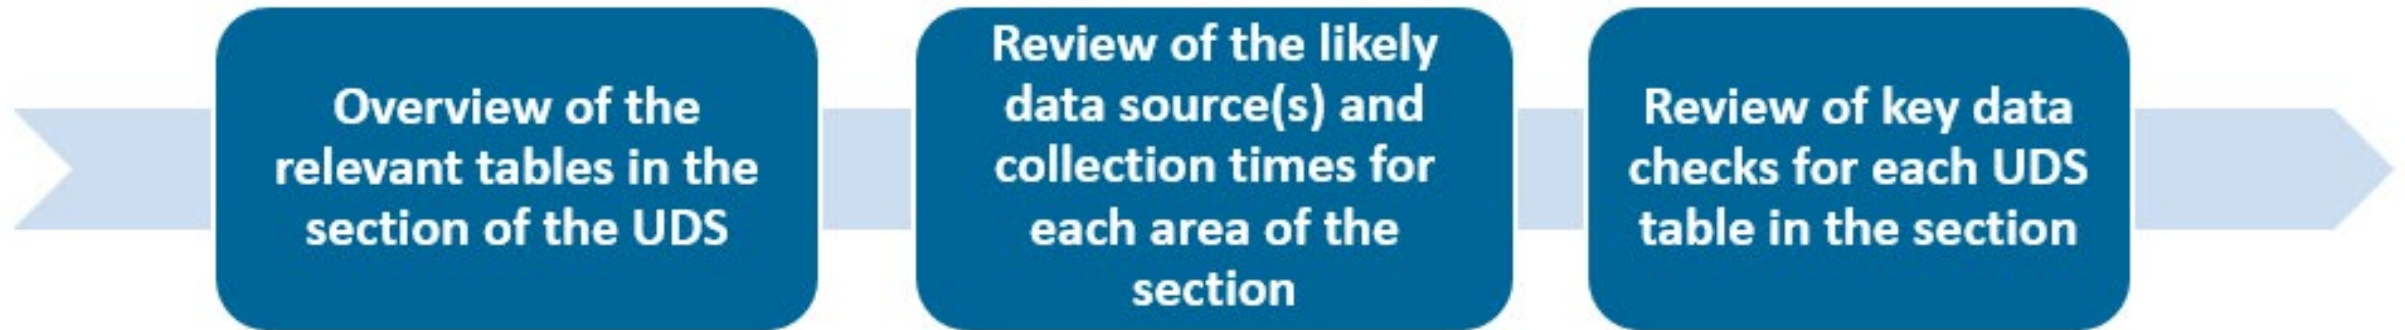 Overview of the
relevant tables in the
section of the UDS
Review of the likely
data source(s) and
collection times for
each area of the
section
Review of key data
checks for each UDS
table in the section